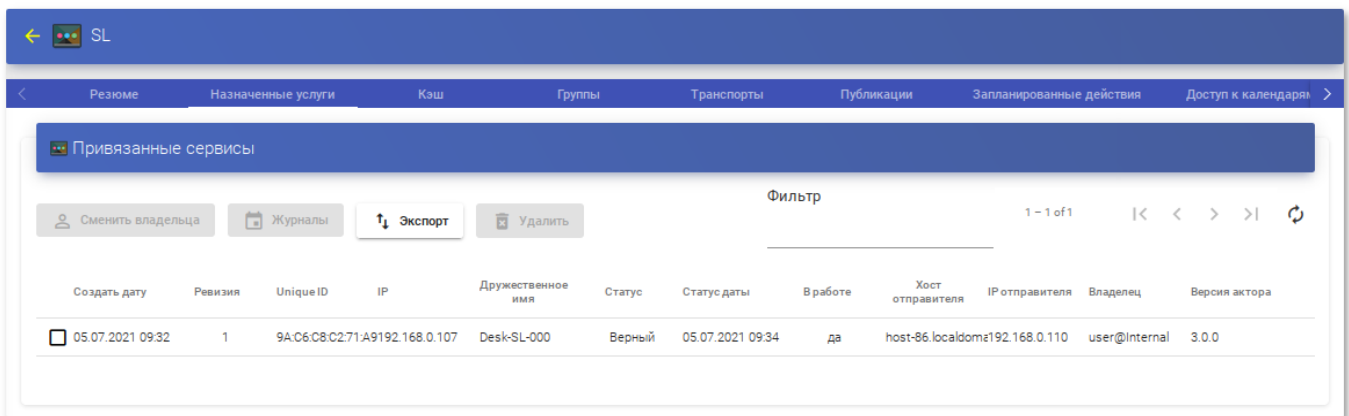 SL
Резюме Назначенные услуги Кэш Группы Транспорты Публикации Запланированные действия Доступ к календарям
Привязанные сервисы
Фильтр
Сменить владельца Журналы Экспорт Удалить 1 – 1 of 1
Создать дату Ревизия Unique ID IP Дружественное имя Статус Статус даты В работе Хост отправителя IP отправителя Владелец Версия актора
05.07.2021 09:32 1 9A:C6:C8:C2:71:A9 192.168.0.107 Desk-SL-000 Верный 05.07.2021 09:34 да host-86.localdoma 192.168.0.110 user@Internal 3.0.0